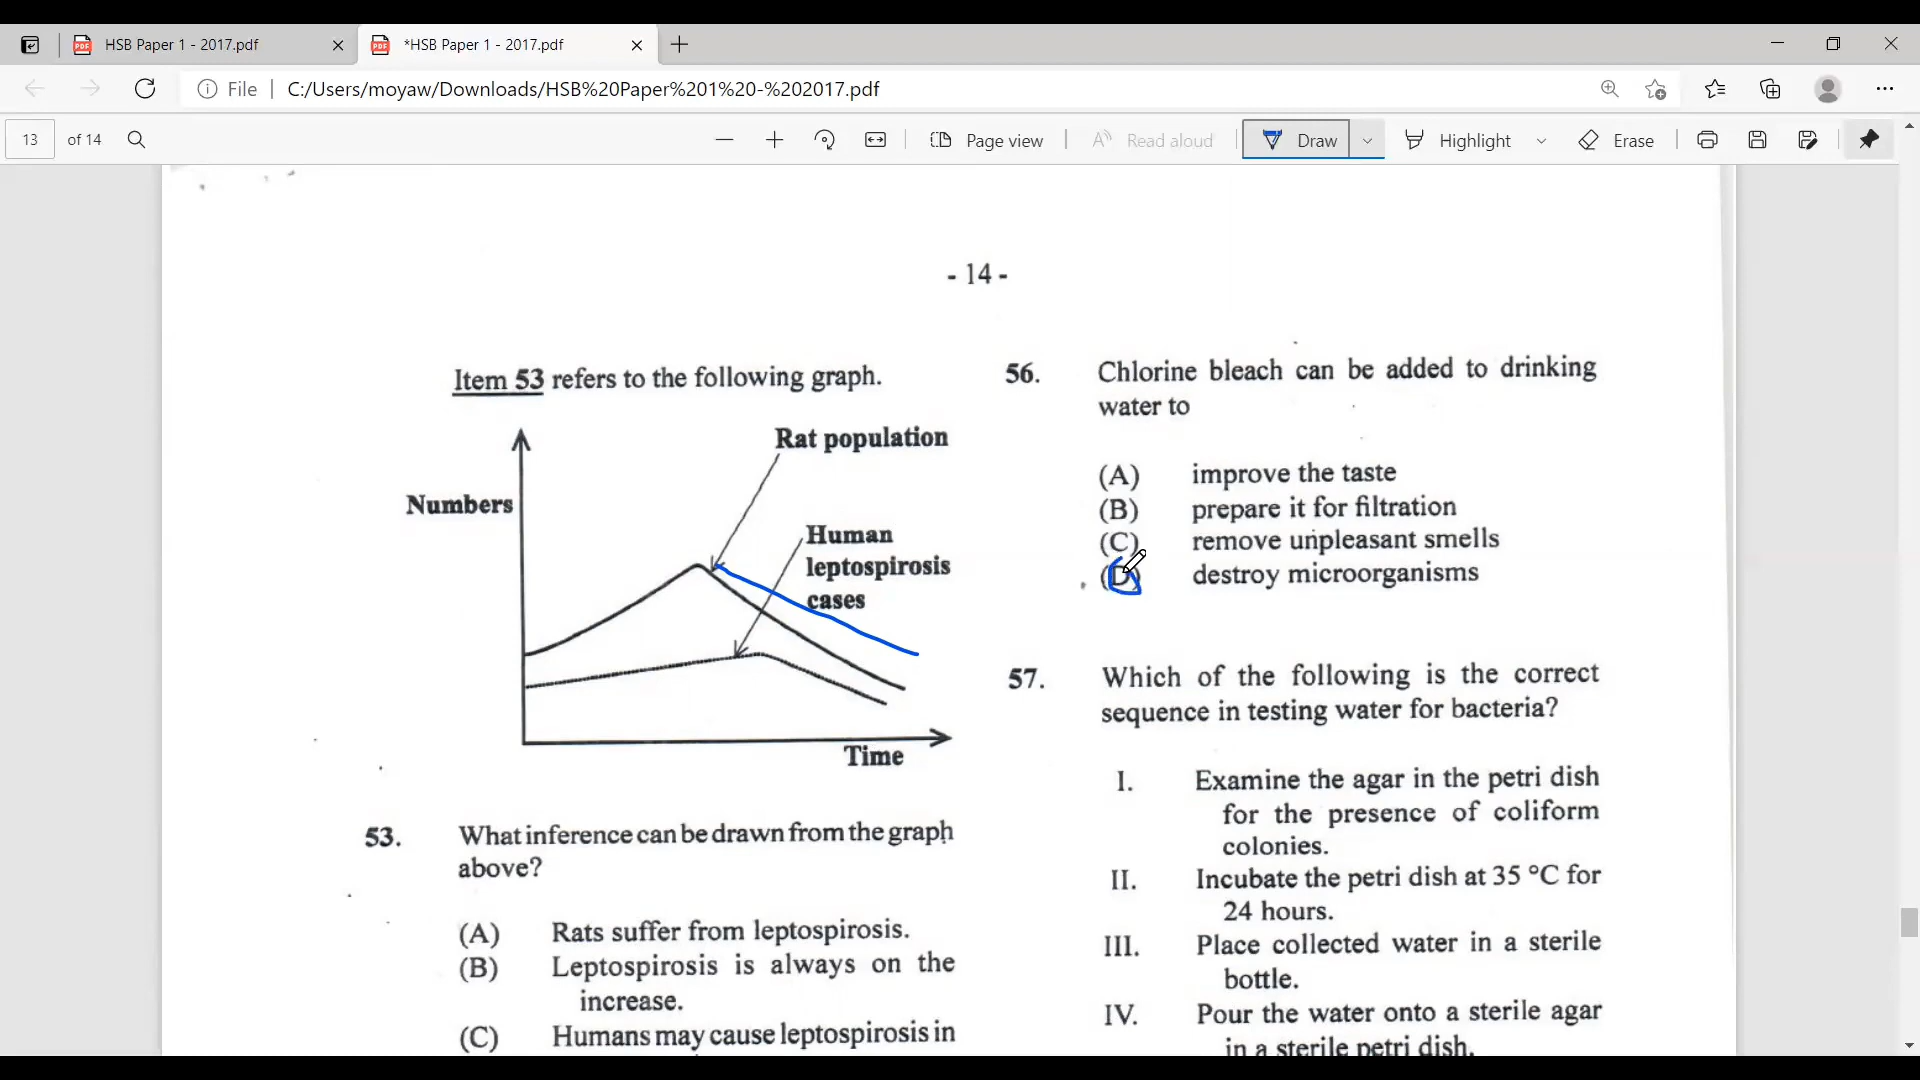 HSB Paper 1 - 2017.pdf
*HSB Paper 1 - 2017.pdf
File
C:/Users/moyaw/Downloads/HSB%20Paper%201%20-%202017.pdf
13 of 14
Page view
Read aloud
Draw
Highlight
Erase
- 14 -
Item 53 refers to the following graph.
Rat population
Numbers
Human
leptospirosis
cases
Time
53. What inference can be drawn from the graph
above?
(A) Rats suffer from leptospirosis.
(B) Leptospirosis is always on the
increase.
(C) Humans may cause leptospirosis in
56. Chlorine bleach can be added to drinking
water to
(A) improve the taste
(B) prepare it for filtration
(C) remove unpleasant smells
(D) destroy microorganisms
57. Which of the following is the correct
sequence in testing water for bacteria?
I. Examine the agar in the petri dish
for the presence of coliform
colonies.
II. Incubate the petri dish at 35 °C for
24 hours.
III. Place collected water in a sterile
bottle.
IV. Pour the water onto a sterile agar
in a sterile petri dish.